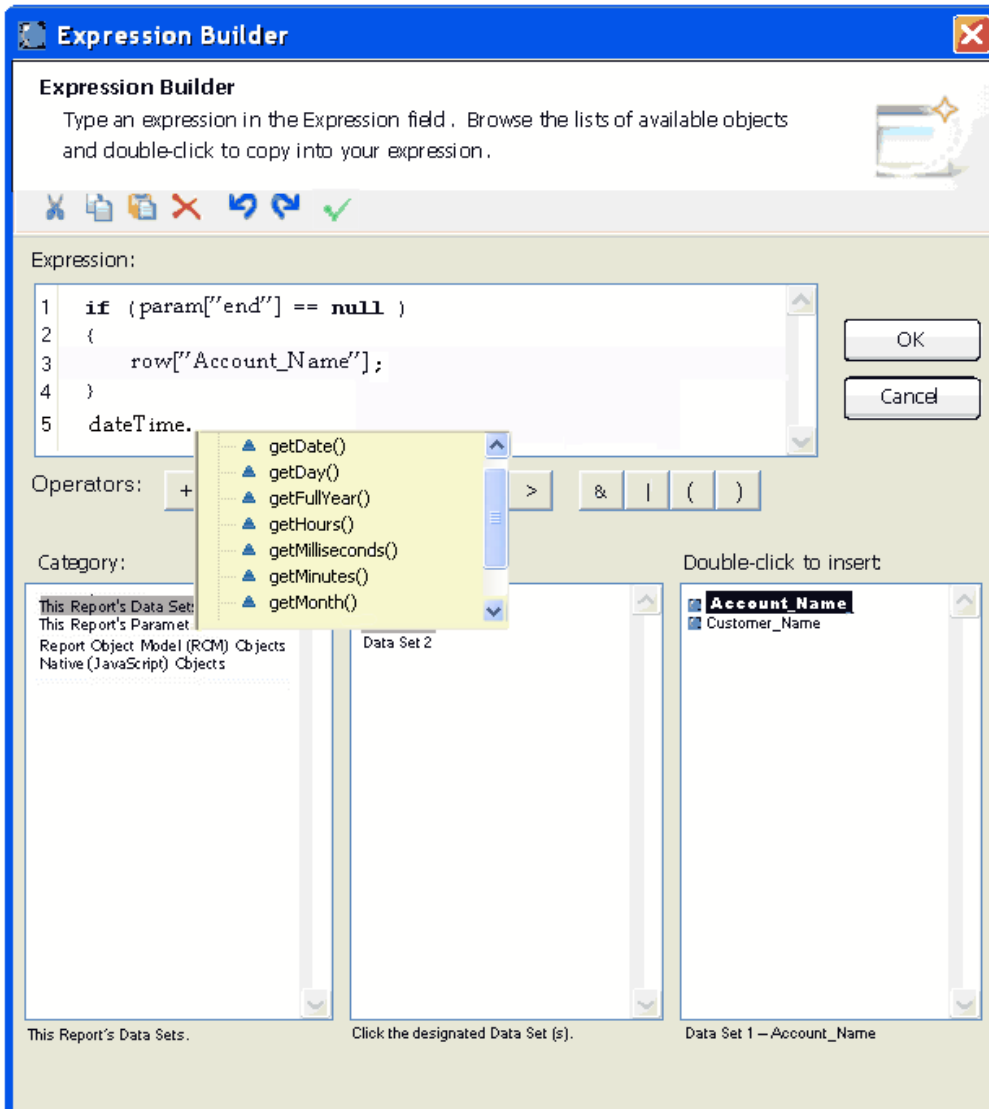 Expression Builder
Expression Builder
Type an expression in the Expression field . Browse the lists of available objects
and double-click to copy into your expression .
Expression:
1 if (param["end"] == null )
2 {
3 row["Account_Name"];
4 }
5 dateTime.
OK
Cancel
getDate()
getDay()
getFullYear()
getHours()
getMilliseconds()
getMinutes()
getMonth()
Operators: + > & | ( )
Category:
Double-click to insert:
This Report's Data Set
This Report's Paramet
Report Object Model (ROM) Objects
Native (JavaScript) Objects
Data Set 2
Account_Name
Customer_Name
This Report's Data Sets.
Click the designated Data Set (s).
Data Set 1 – Account_Name